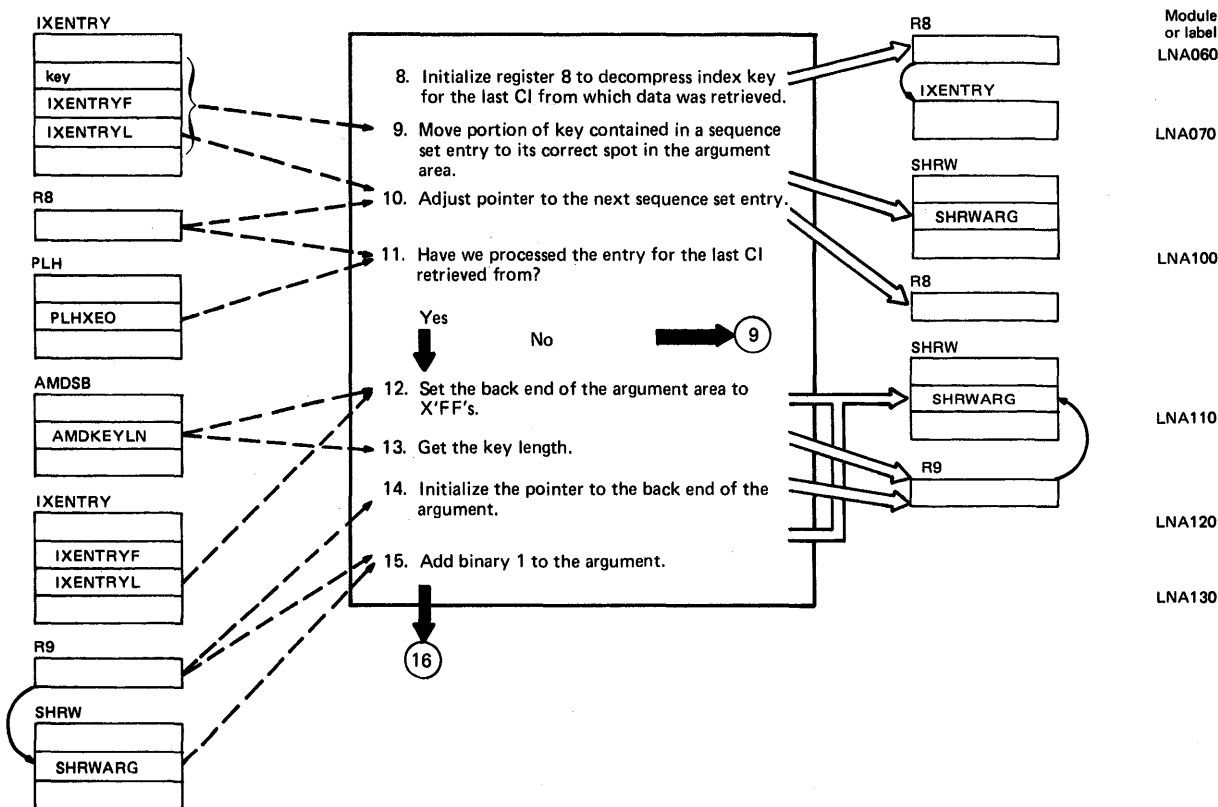 IXENTRY
key
IXENTRYF
IXENTRYL
R8
PLH
PLHXEO
AMDSB
AMDKEYLN
IXENTRY
IXENTRYF
IXENTRYL
R9
SHRW
SHRWARG
8. Initialize register 8 to decompress index key
for the last CI from which data was retrieved.
9. Move portion of key contained in a sequence
set entry to its correct spot in the argument
area.
10. Adjust pointer to the next sequence set entry.
11. Have we processed the entry for the last CI
retrieved from?
Yes
No
9
12. Set the back end of the argument area to
X'FF's.
13. Get the key length.
14. Initialize the pointer to the back end of the
argument.
15. Add binary 1 to the argument.
16
R8
IXENTRY
SHRW
SHRWARG
R8
SHRW
SHRWARG
R9
Module
or label
LNA060
LNA070
LNA100
LNA110
LNA120
LNA130